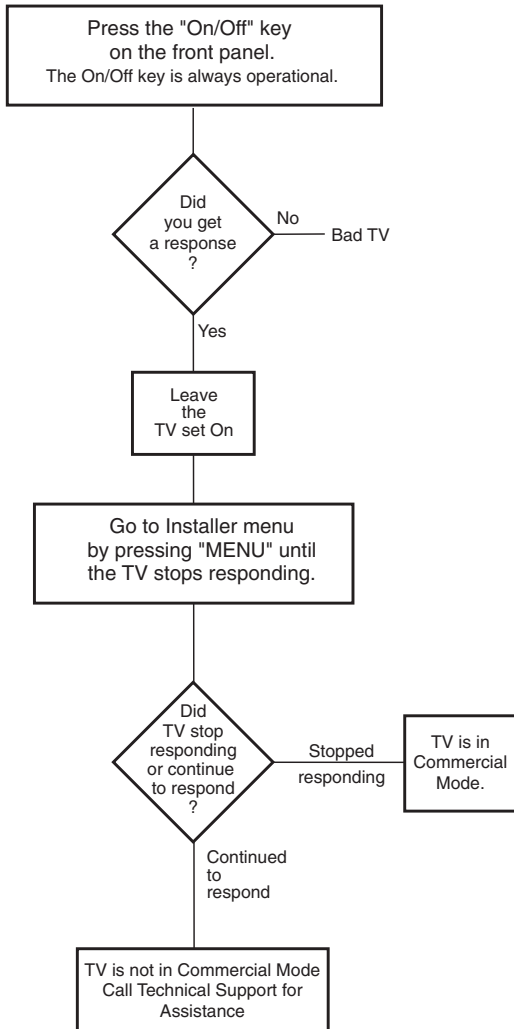 Press the "On/Off" key
on the front panel.
The On/Off key is always operational.
Did
you get
a response
?
No
Bad TV
Yes
Leave
the
TV set On
Go to Installer menu
by pressing "MENU" until
the TV stops responding.
Did
TV stop
responding
or continue
to respond
?
Stopped
responding
TV is in
Commercial
Mode.
Continued
to
respond
TV is not in Commercial Mode
Call Technical Support for
Assistance